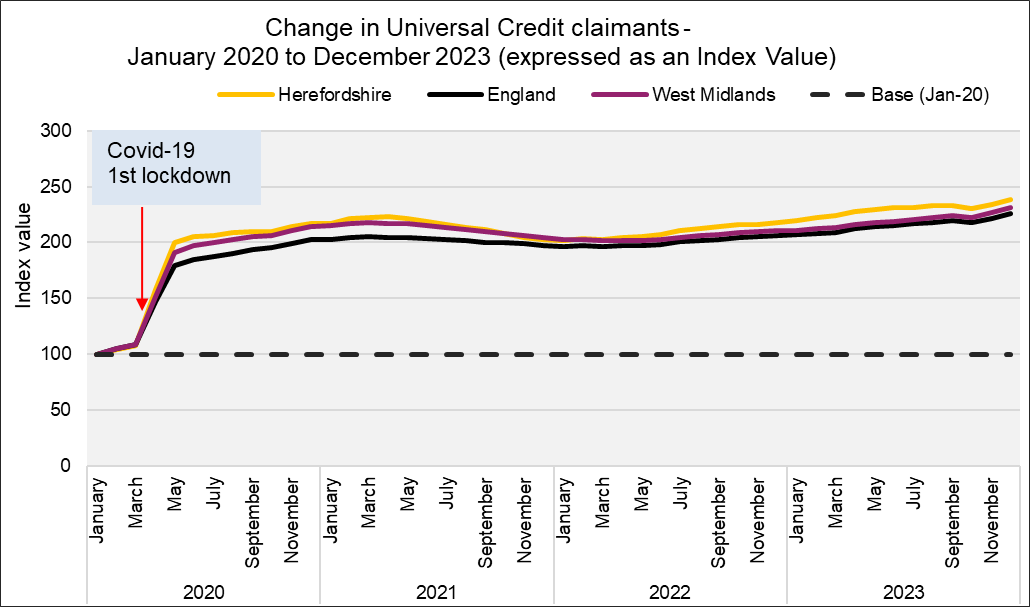 Change in Universal Credit claimants -
January 2020 to December 2023 (expressed as an Index Value)
Herefordshire England West Midlands Base (Jan-20)
Covid-19
1st lockdown
Index value
300
250
200
150
100
50
0
January March May July September November January March May July September November January March May July September November January March May July September November
2020 2021 2022 2023